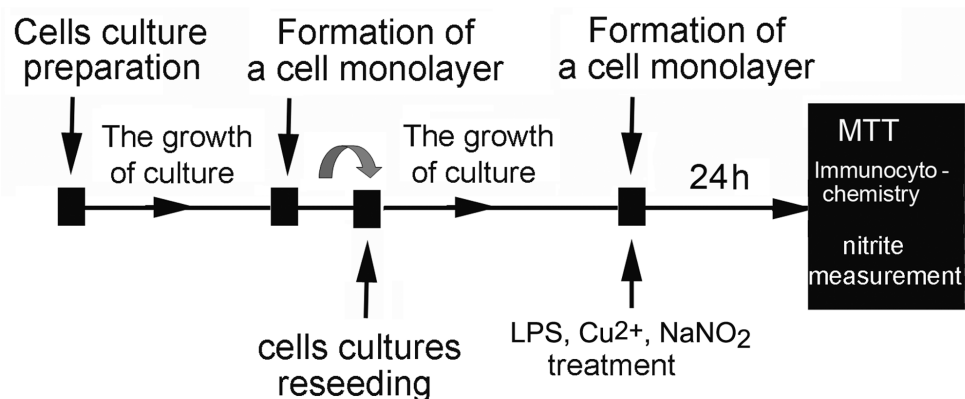 Cells culture
preparation
Formation of
a cell monolayer
Formation of
a cell monolayer
The growth
of culture
The growth
of culture
24h
MTT
Immunocyto-
chemistry
nitrite
measurement
cells cultures
reseeding
LPS, Cu2+, NaNO2
treatment